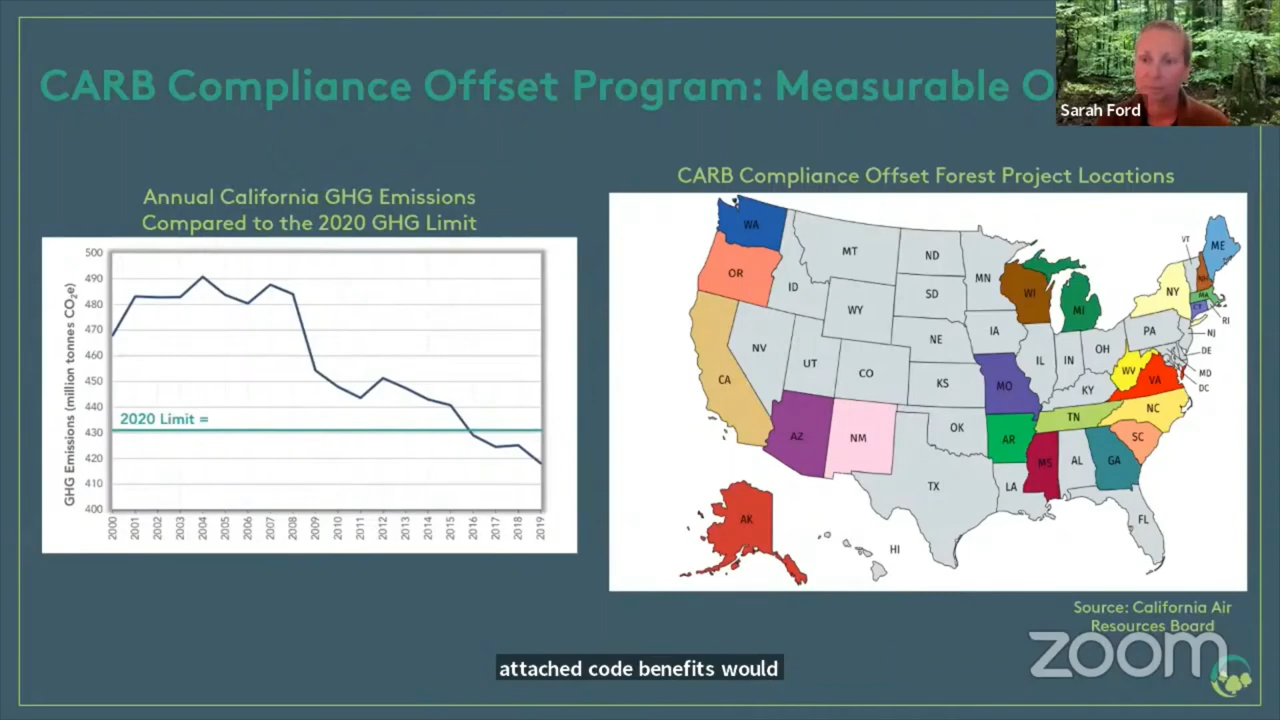 CARB Compliance Offset Program: Measurable O
Sarah Ford
Annual California GHG Emissions
Compared to the 2020 GHG Limit
GHG Emissions (million tonnes CO₂e)
500
490
480
470
460
450
440
430
420
410
400
2020 Limit =
2000
2001
2002
2003
2004
2005
2006
2007
2008
2009
2010
2011
2012
2013
2014
2015
2016
2017
2018
2019
CARB Compliance Offset Forest Project Locations
WA
OR
CA
ID
NV
AZ
MT
WY
UT
CO
NM
ND
SD
NE
KS
OK
TX
MN
IA
MO
AR
LA
WI
IL
MS
MI
IN
KY
TN
AL
OH
WV
VA
NC
SC
GA
FL
PA
NY
VT
NH
ME
MA
CT
RI
NJ
DE
MD
DC
AK
HI
Source: California Air
Resources Board
zoom
attached code benefits would